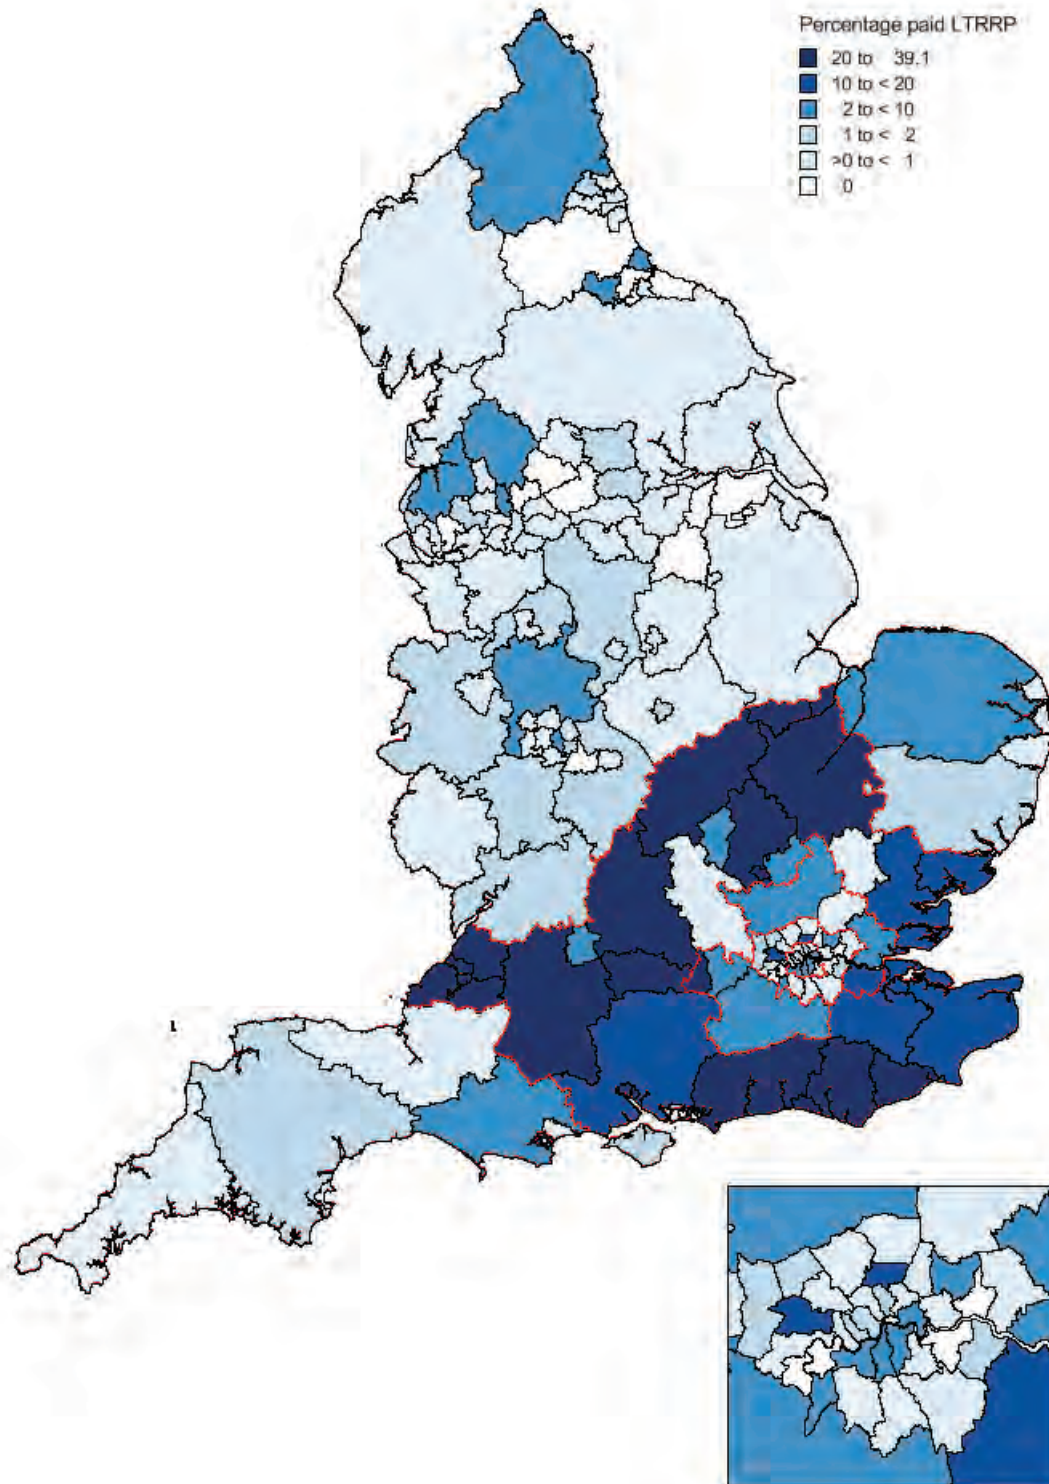 Percentage paid LTRRP
20 to 39.1
10 to < 20
2 to < 10
1 to < 2
>0 to < 1
0